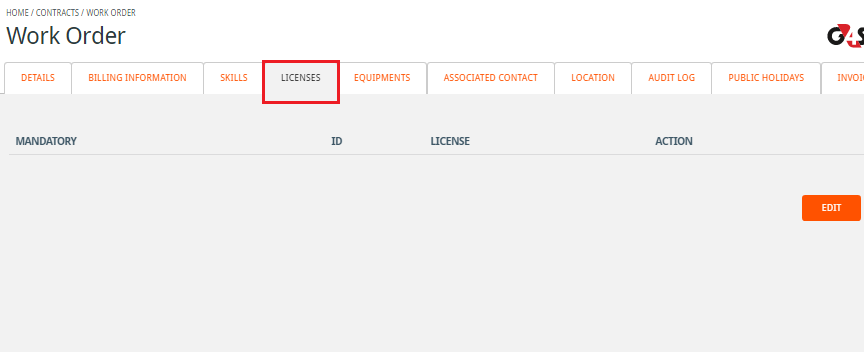 HOME / CONTRACTS / WORK ORDER
Work Order
G4S
DETAILS BILLING INFORMATION SKILLS LICENSES EQUIPMENTS ASSOCIATED CONTACT LOCATION AUDIT LOG PUBLIC HOLIDAYS
MANDATORY ID LICENSE ACTION
EDIT